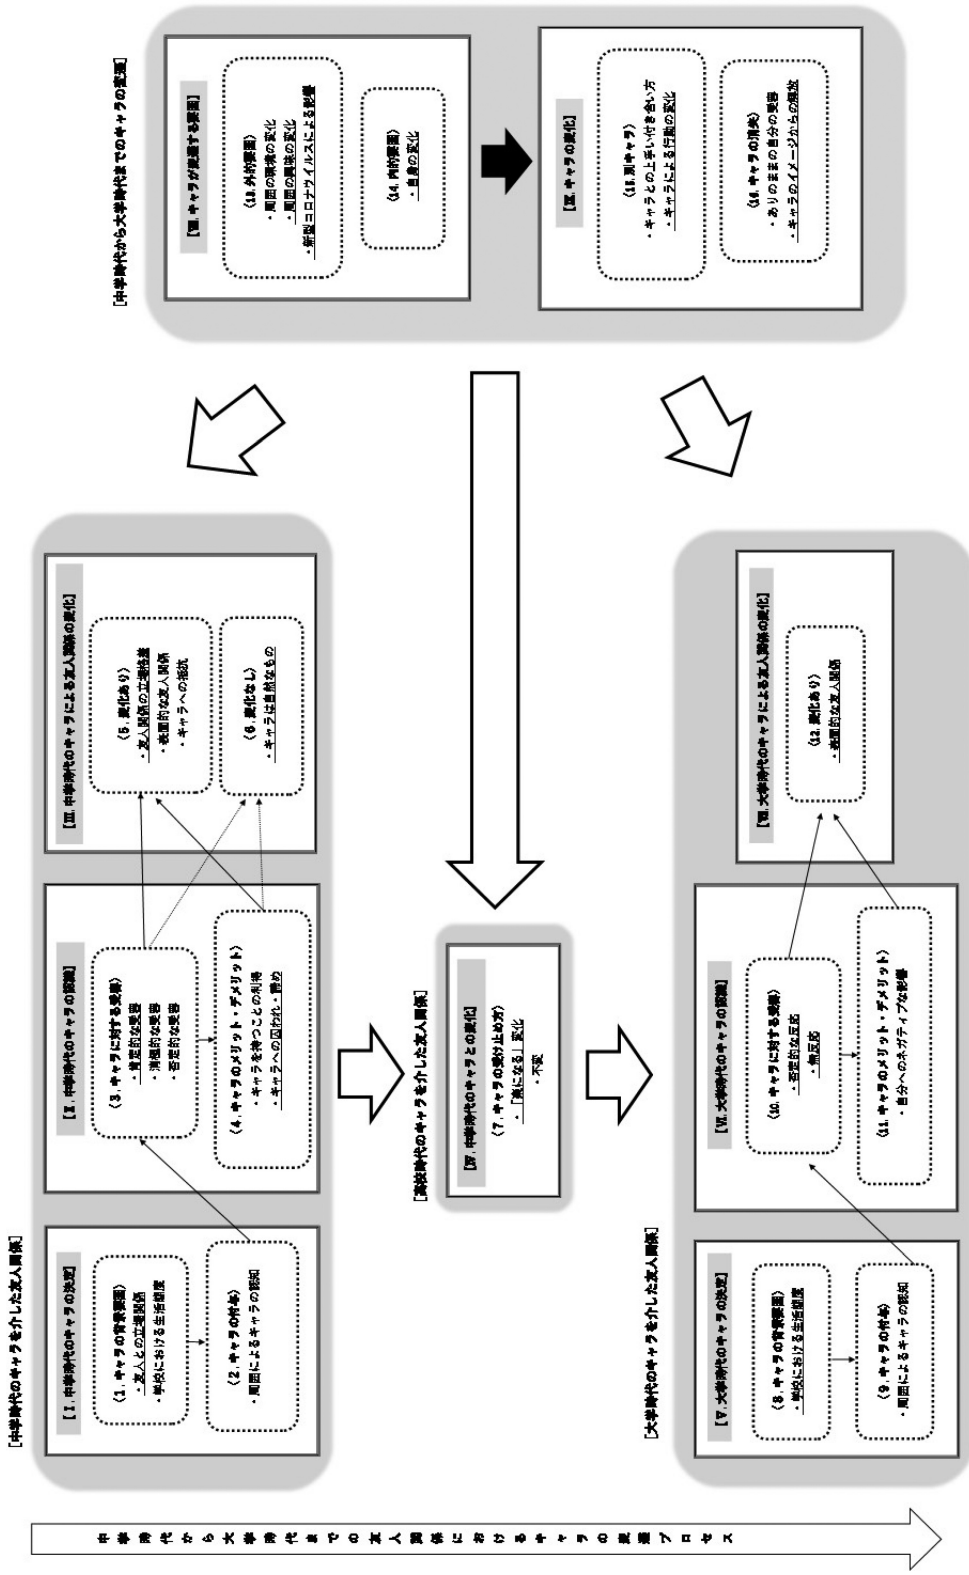 中学時代から大学時代までの友人関係におけるキャラの変遷プロセス
[中学時代のキャラを介した友人関係]
【Ⅰ. 中学時代のキャラの決定】
〈1. キャラの背景要因〉
・友人との立場関係
・学校における生活態度
〈2. キャラの付与〉
・周囲によるキャラの認知
【Ⅱ. 中学時代のキャラの認識】
〈3. キャラに対する受容〉
・肯定的な受容
・消極的な受容
・否定的な受容
〈4. キャラのメリット・デメリット〉
・キャラを持つことの利得
・キャラへの囚われ・諦め
【Ⅲ. 中学時代のキャラによる友人関係の変化】
〈5. 変化あり〉
・友人関係の立場格差
・表面的な友人関係
・キャラへの抵抗
〈6. 変化なし〉
・キャラは自然なもの
[高校時代のキャラを介した友人関係]
【Ⅳ. 中学時代のキャラとの変化】
〈7. キャラの受け止め方〉
・「楽になる」変化
・不変
[大学時代のキャラを介した友人関係]
【Ⅴ. 大学時代のキャラの決定】
〈8. キャラの背景要因〉
・学校における生活態度
〈9. キャラの付与〉
・周囲によるキャラの認知
【Ⅵ. 大学時代のキャラの認識】
〈10. キャラに対する受容〉
・否定的な反応
・無反応
〈11. キャラのメリット・デメリット〉
・自分へのネガティブな影響
【Ⅶ. 大学時代のキャラによる友人関係の変化】
〈12. 変化あり〉
・表面的な友人関係
[中学時代から大学時代までのキャラの変遷]
【Ⅷ. キャラが変遷する要因】
〈13. 外的要因〉
・周囲の環境の変化
・周囲の興味の変化
・新型コロナウイルスによる影響
〈14. 内的要因〉
・自身の変化
【Ⅸ. キャラの変化】
〈15. 別キャラ〉
・キャラとの上手い付き合い方
・キャラによる行動の変化
〈16. キャラの消失〉
・ありのままの自分の受容
・キャラのイメージからの解放